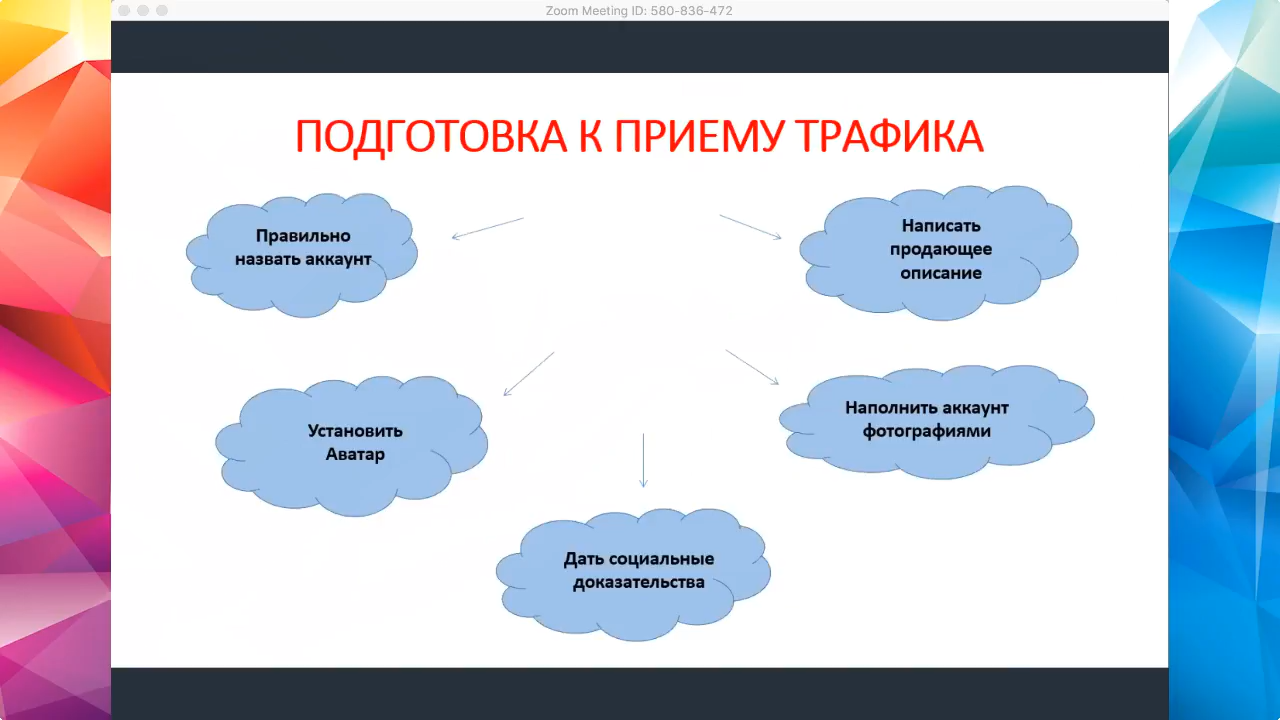 Zoom Meeting ID: 580-836-472
ПОДГОТОВКА К ПРИЕМУ ТРАФИКА
Правильно
назвать аккаунт
Написать
продающее
описание
Установить
Аватар
Наполнить аккаунт
фотографиями
Дать социальные
доказательства